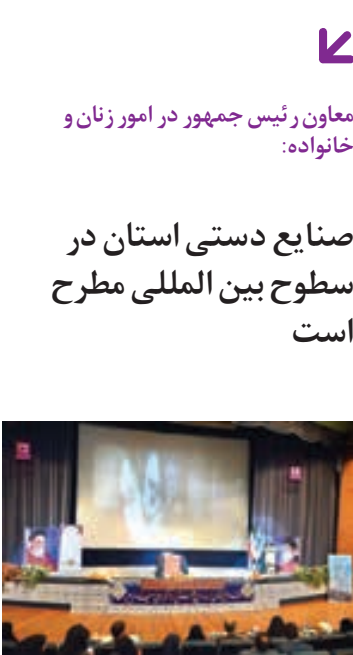 معاون رئیس جمهور در امور زنان و
خانواده:
صنایع دستی استان در
سطوح بین المللی مطرح
است